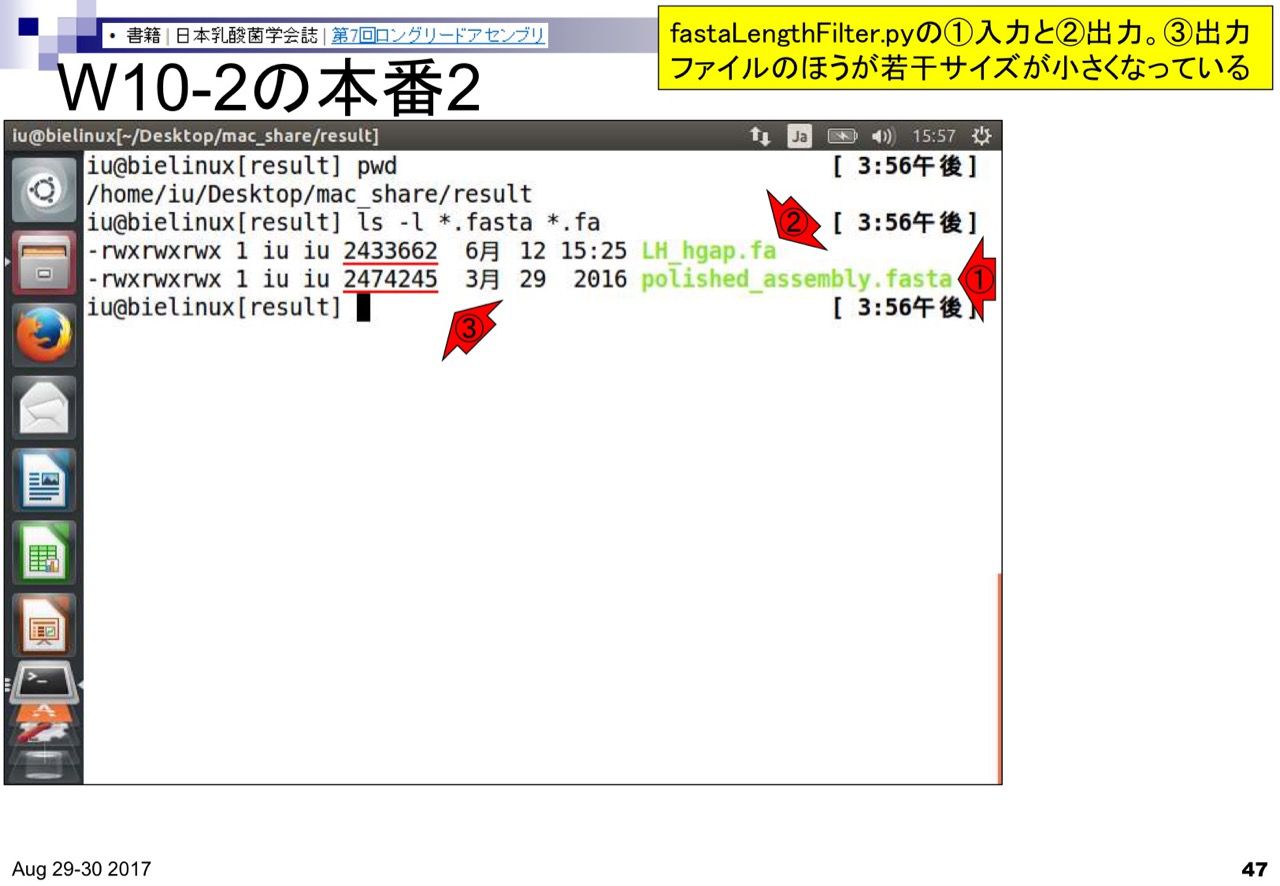 • 書籍 | 日本乳酸菌学会誌 | 第7回ロングリードアセンブリ
fastaLengthFilter.pyの①入力と②出力。③出力
ファイルのほうが若干サイズが小さくなっている
W10-2の本番2
iu@bielinux[~/Desktop/mac_share/result] Ja 15:57
iu@bielinux[result] pwd [ 3:56午後]
/home/iu/Desktop/mac_share/result
iu@bielinux[result] ls -l *.fasta *.fa [ 3:56午後]
②
-rwxrwxrwx 1 iu iu 2433662 6月 12 15:25 LH_hgap.fa
-rwxrwxrwx 1 iu iu 2474245 3月 29 2016 polished_assembly.fasta
①
iu@bielinux[result] [ 3:56午後]
③
Aug 29-30 2017
47